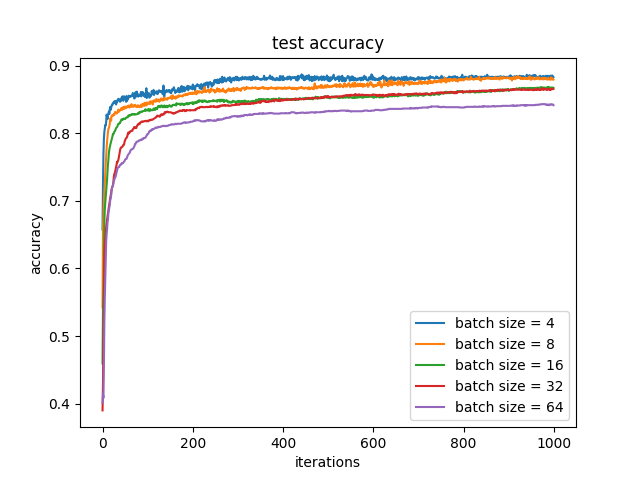 test accuracy
0.9
0.8
0.7
0.6
0.5
0.4
accuracy
0
200
400
600
800
1000
iterations
batch size = 4
batch size = 8
batch size = 16
batch size = 32
batch size = 64